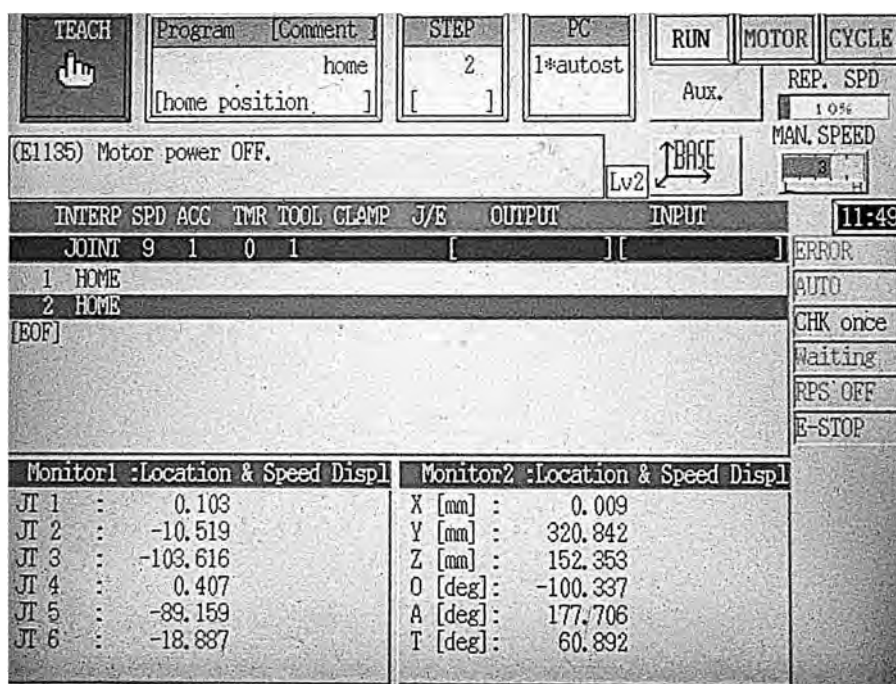 TEACH
Program [Comment ]
home
[home position ]
STEP
2
[ ]
PC
1*autost
RUN
MOTOR
CYCLE
Aux.
REP. SPD
10%
(E1135) Motor power OFF.
Lv2
BASE
MAN. SPEED
3
H
INTERP SPD ACC TMR TOOL CLAMP J/E OUTPUT INPUT
11:49
JOINT 9 1 0 1 [ ][ ]
1 HOME
2 HOME
[EOF]
ERROR
AUTO
CHK once
Waiting
RPS OFF
E-STOP
Monitor1 :Location & Speed Displ
JT 1 : 0.103
JT 2 : -10.519
JT 3 : -103.616
JT 4 : 0.407
JT 5 : -89.159
JT 6 : -18.887
Monitor2 :Location & Speed Displ
X [mm] : 0.009
Y [mm] : 320.842
Z [mm] : 152.353
O [deg]: -100.337
A [deg]: 177.706
T [deg]: 60.892